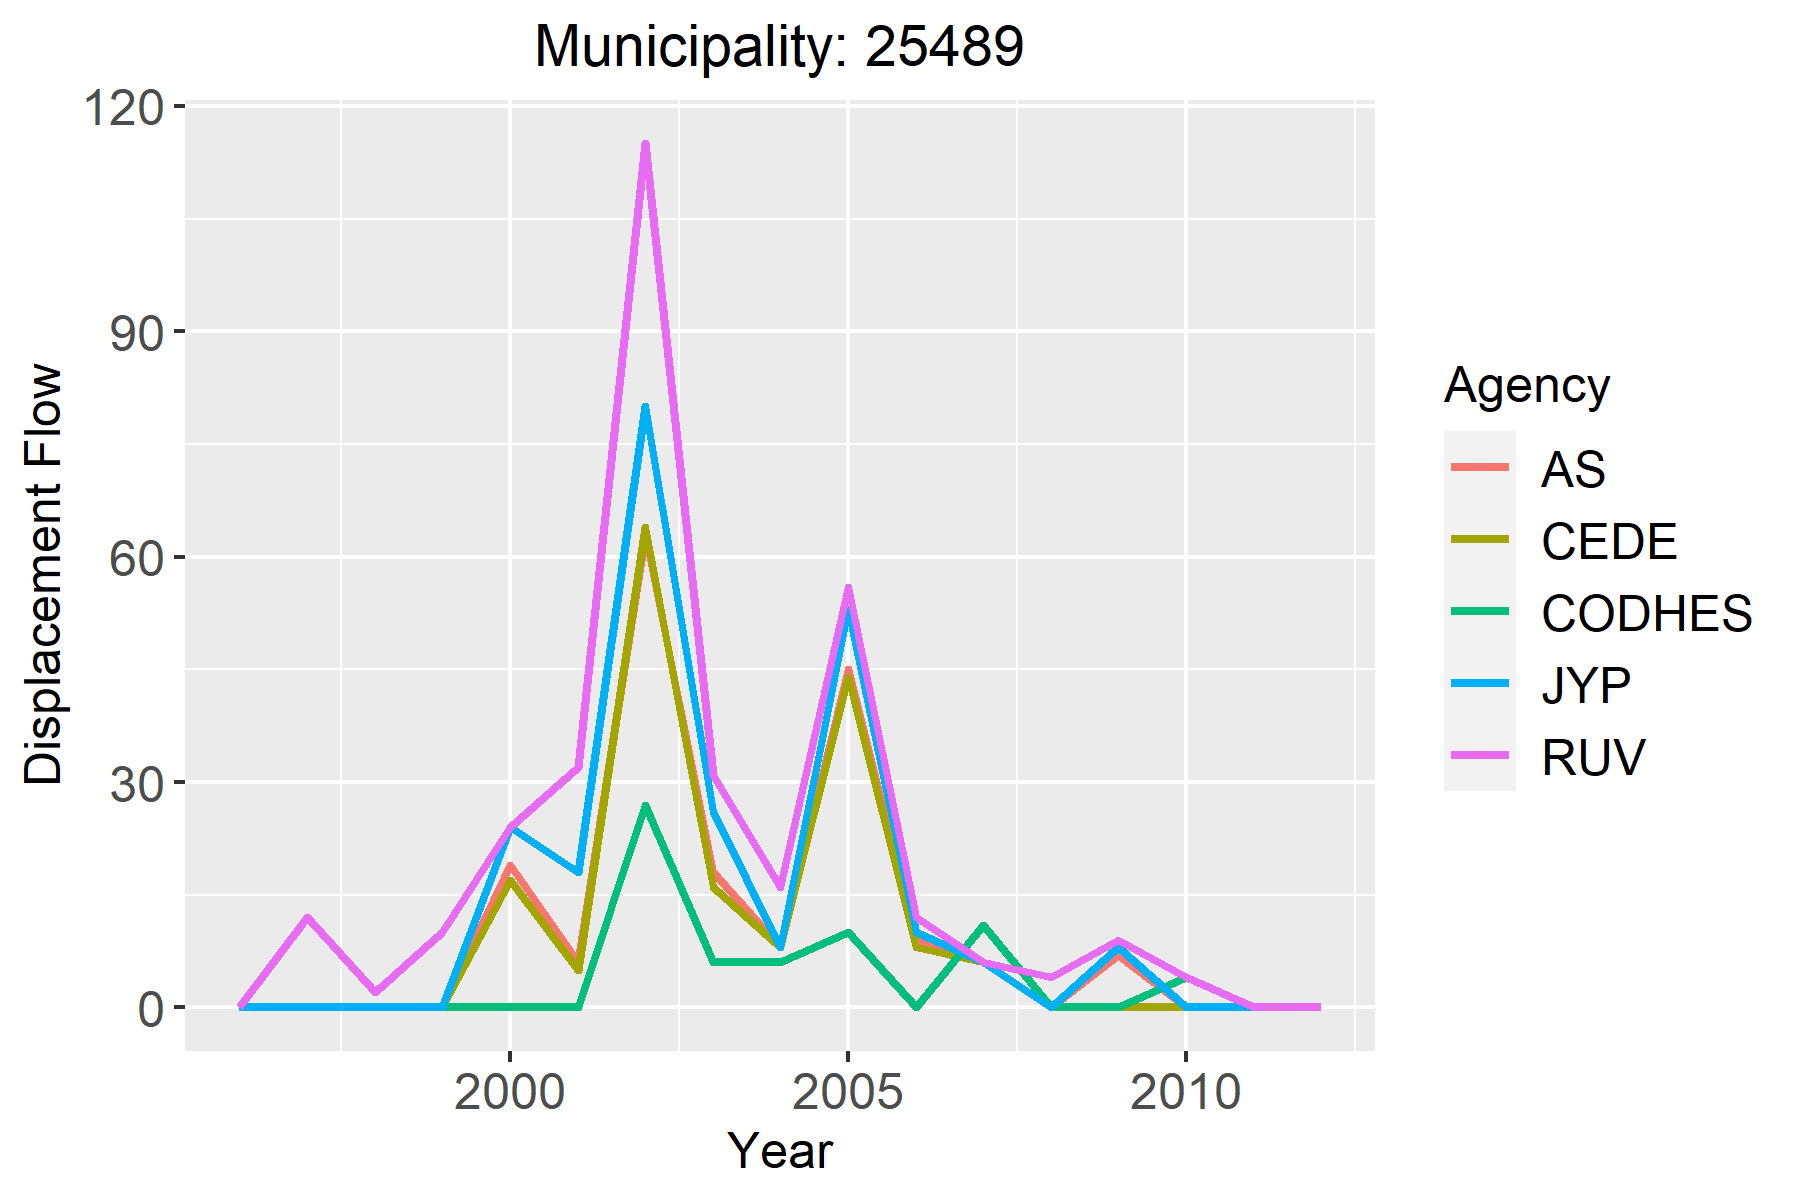 Municipality: 25489
120
90
60
30
0
Displacement Flow
2000
2005
2010
Year
Agency
AS
CEDE
CODHES
JYP
RUV